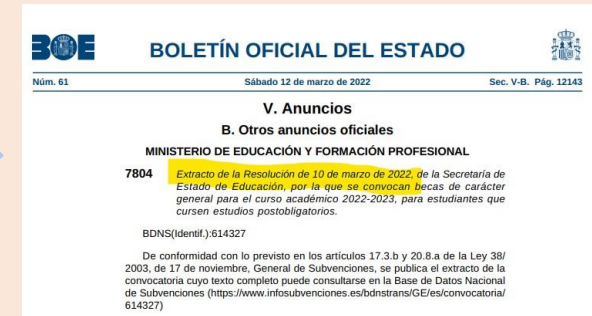 BOE
BOLETÍN OFICIAL DEL ESTADO
Núm. 61 Sábado 12 de marzo de 2022 Sec. V-B. Pág. 12143
V. Anuncios
B. Otros anuncios oficiales
MINISTERIO DE EDUCACIÓN Y FORMACIÓN PROFESIONAL
7804 Extracto de la Resolución de 10 de marzo de 2022, de la Secretaría de
Estado de Educación, por la que se convocan becas de carácter
general para el curso académico 2022-2023, para estudiantes que
cursen estudios postobligatorios.
BDNS(Identif.):614327
De conformidad con lo previsto en los artículos 17.3.b y 20.8.a de la Ley 38/
2003, de 17 de noviembre, General de Subvenciones, se publica el extracto de la
convocatoria cuyo texto completo puede consultarse en la Base de Datos Nacional
de Subvenciones (https://www.infosubvenciones.es/bdnstrans/GE/es/convocatoria/
614327)